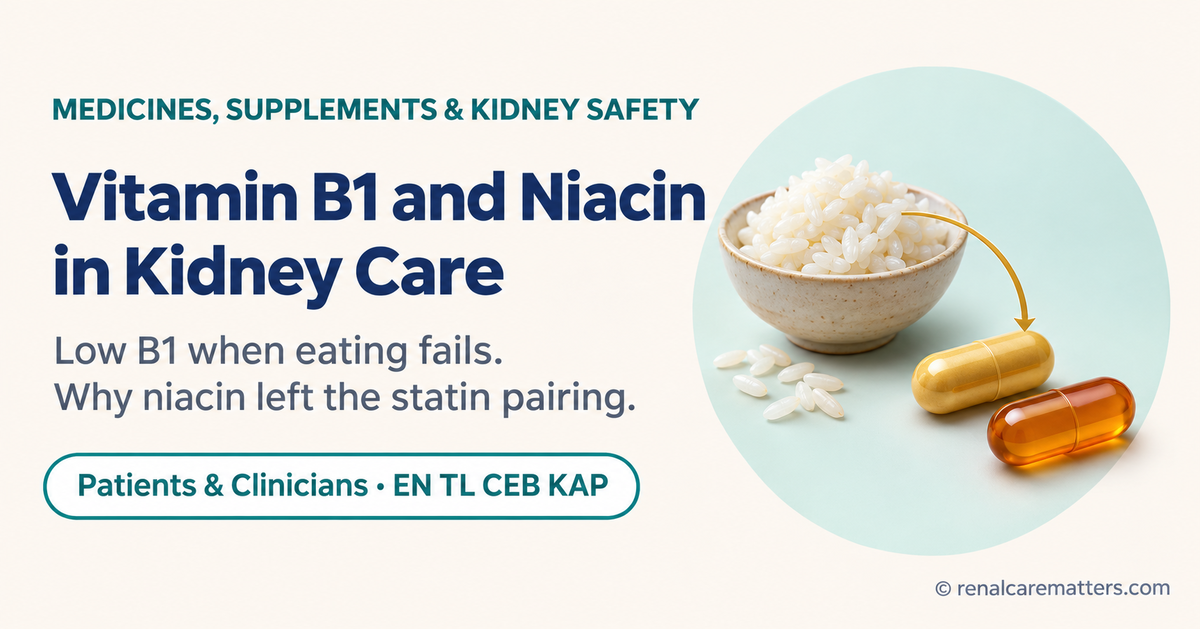 MEDICINES, SUPPLEMENTS & KIDNEY SAFETY
Vitamin B1 and Niacin
in Kidney Care
Low B1 when eating fails.
Why niacin left the statin pairing.
Patients & Clinicians • EN TL CEB KAP
© renalcarematters.com